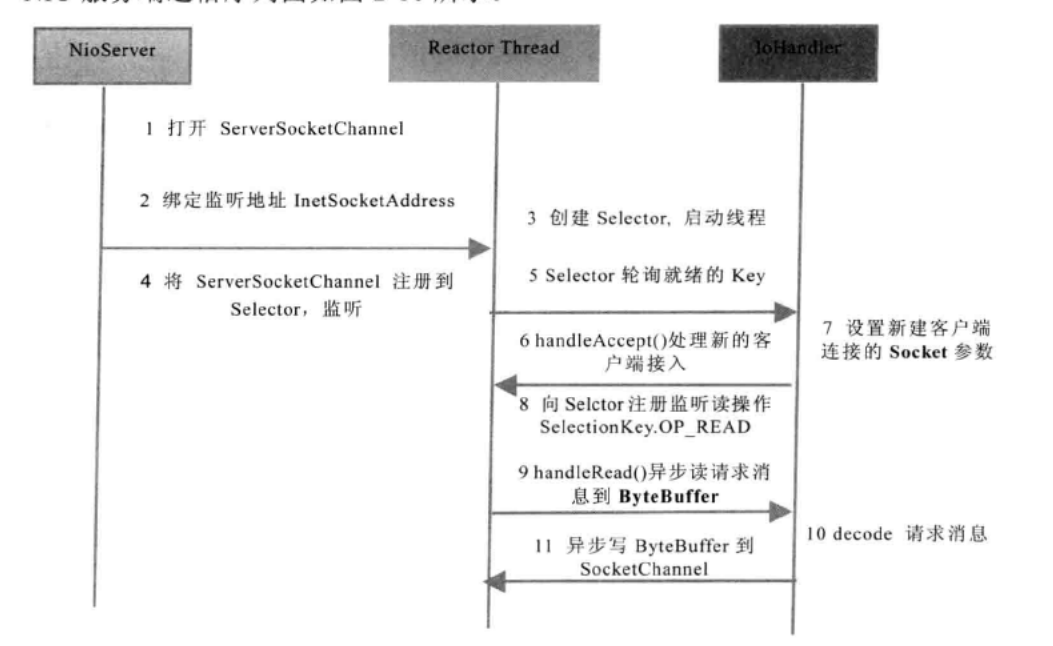 NioServer
Reactor Thread
IoHandler
1 打开 ServerSocketChannel
2 绑定监听地址 InetSocketAddress
3 创建 Selector, 启动线程
4 将 ServerSocketChannel 注册到
Selector，监听
5 Selector 轮询就绪的 Key
6 handleAccept()处理新的客
户端接入
7 设置新建客户端
连接的 Socket 参数
8 向 Selctor 注册监听读操作
SelectionKey.OP_READ
9 handleRead()异步读请求消
息到 ByteBuffer
10 decode 请求消息
11 异步写 ByteBuffer 到
SocketChannel